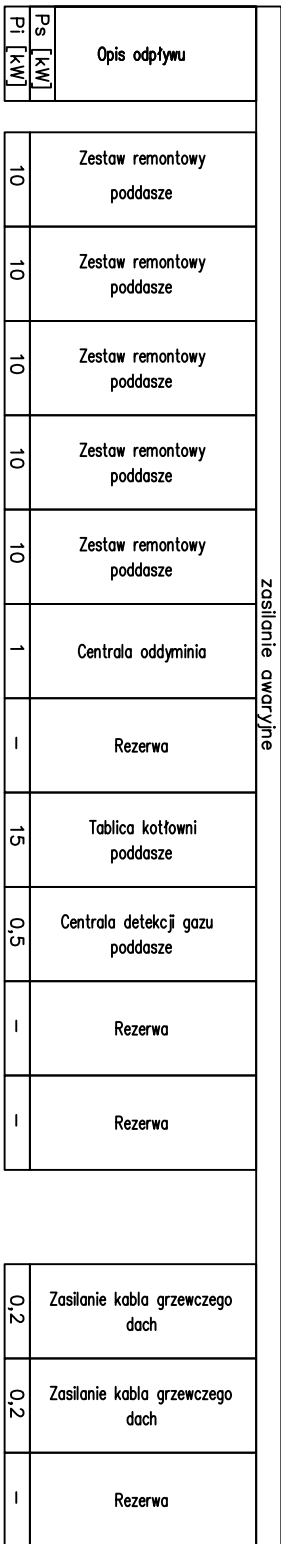 Opis odpływu
Ps [kW]
Pi [kW]
zasilanie awaryjne
Zestaw remontowy
poddasze
10
Zestaw remontowy
poddasze
10
Zestaw remontowy
poddasze
10
Zestaw remontowy
poddasze
10
Zestaw remontowy
poddasze
10
Centrala oddyminia
1
Rezerwa
–
Tablica kotłowni
poddasze
15
Centrala detekcji gazu
poddasze
0,5
Rezerwa
–
Rezerwa
–
Zasilanie kabla grzewczego
dach
0,2
Zasilanie kabla grzewczego
dach
0,2
Rezerwa
–